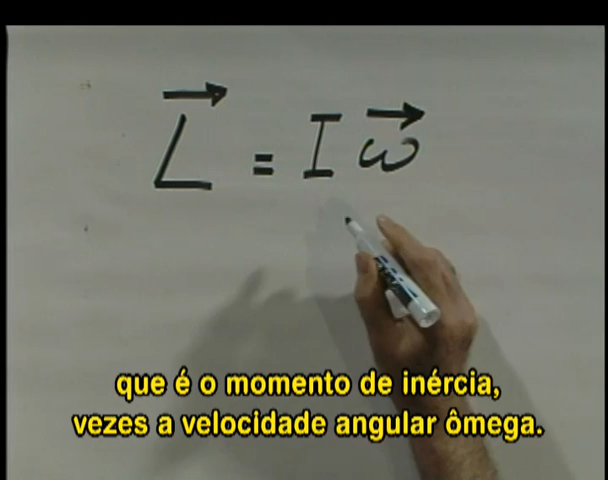 L⃗ = I ω⃗
que é o momento de inércia,
vezes a velocidade angular ômega.